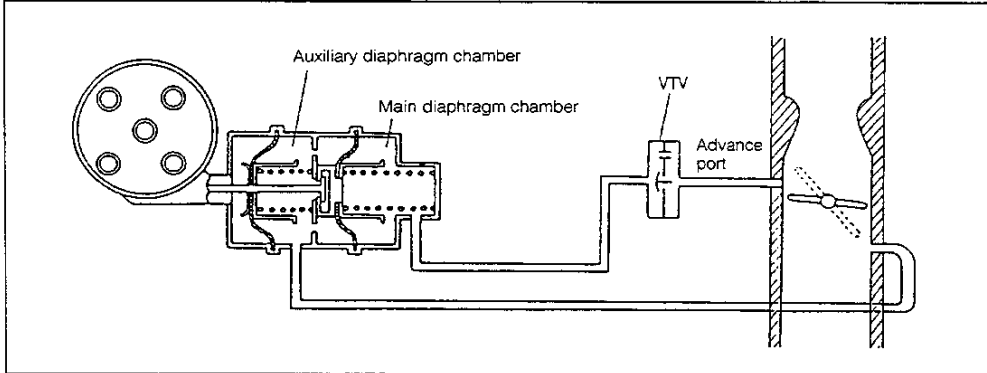 Auxiliary diaphragm chamber
Main diaphragm chamber
VTV
Advance
port